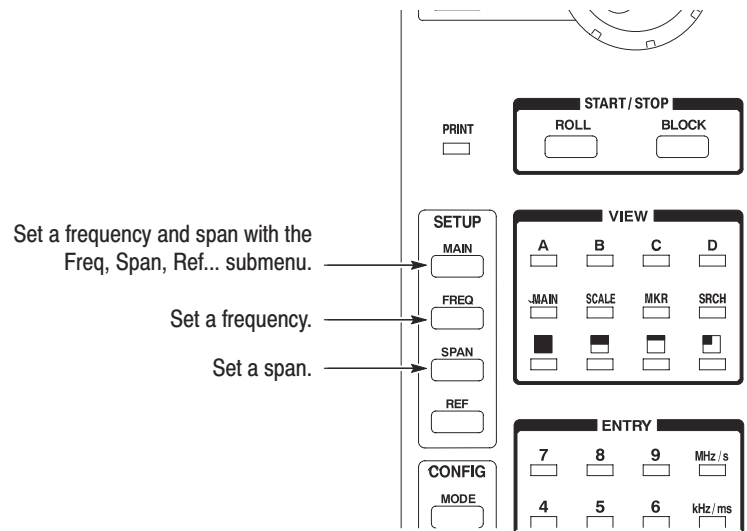 START / STOP
PRINT
ROLL
BLOCK
SETUP
VIEW
Set a frequency and span with the
Freq, Span, Ref... submenu.
MAIN
A
B
C
D
Set a frequency.
FREQ
MAIN
SCALE
MKR
SRCH
Set a span.
SPAN
REF
ENTRY
7
8
9
MHz / s
CONFIG
MODE
4
5
6
kHz / ms